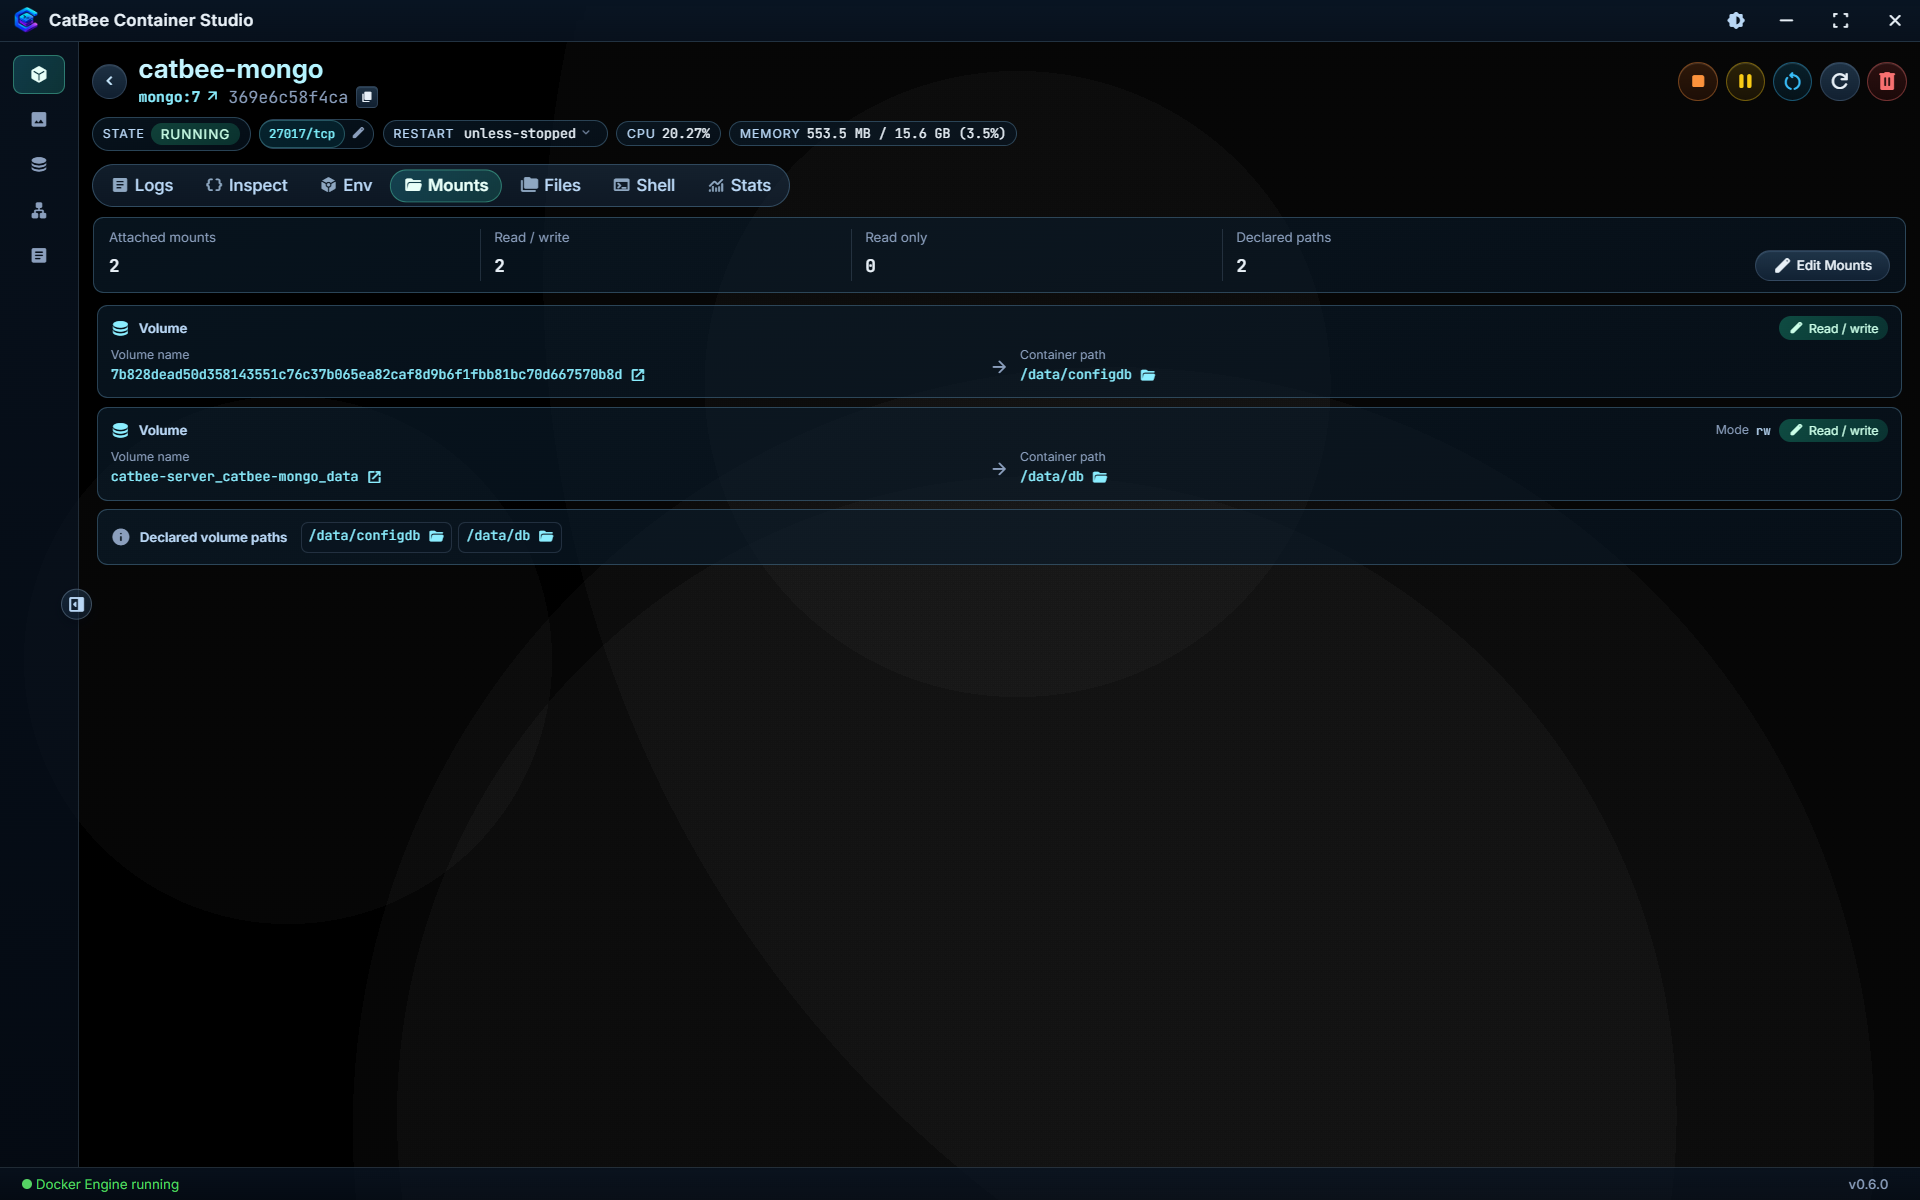 CatBee Container Studio
catbee-mongo
mongo:7 369e6c58f4ca
STATE RUNNING 27017/tcp RESTART unless-stopped CPU 20.27% MEMORY 553.5 MB / 15.6 GB (3.5%)
Logs Inspect Env Mounts Files Shell Stats
Attached mounts Read / write Read only Declared paths
2 2 0 2
Edit Mounts
Volume Read / write
Volume name Container path
7b828dead50d358143551c76c37b065ea82caf8d9b6f1fbb81bc70d667570b8d /data/configdb
Volume Mode rw Read / write
Volume name Container path
catbee-server_catbee-mongo_data /data/db
Declared volume paths /data/configdb /data/db
Docker Engine running v0.6.0